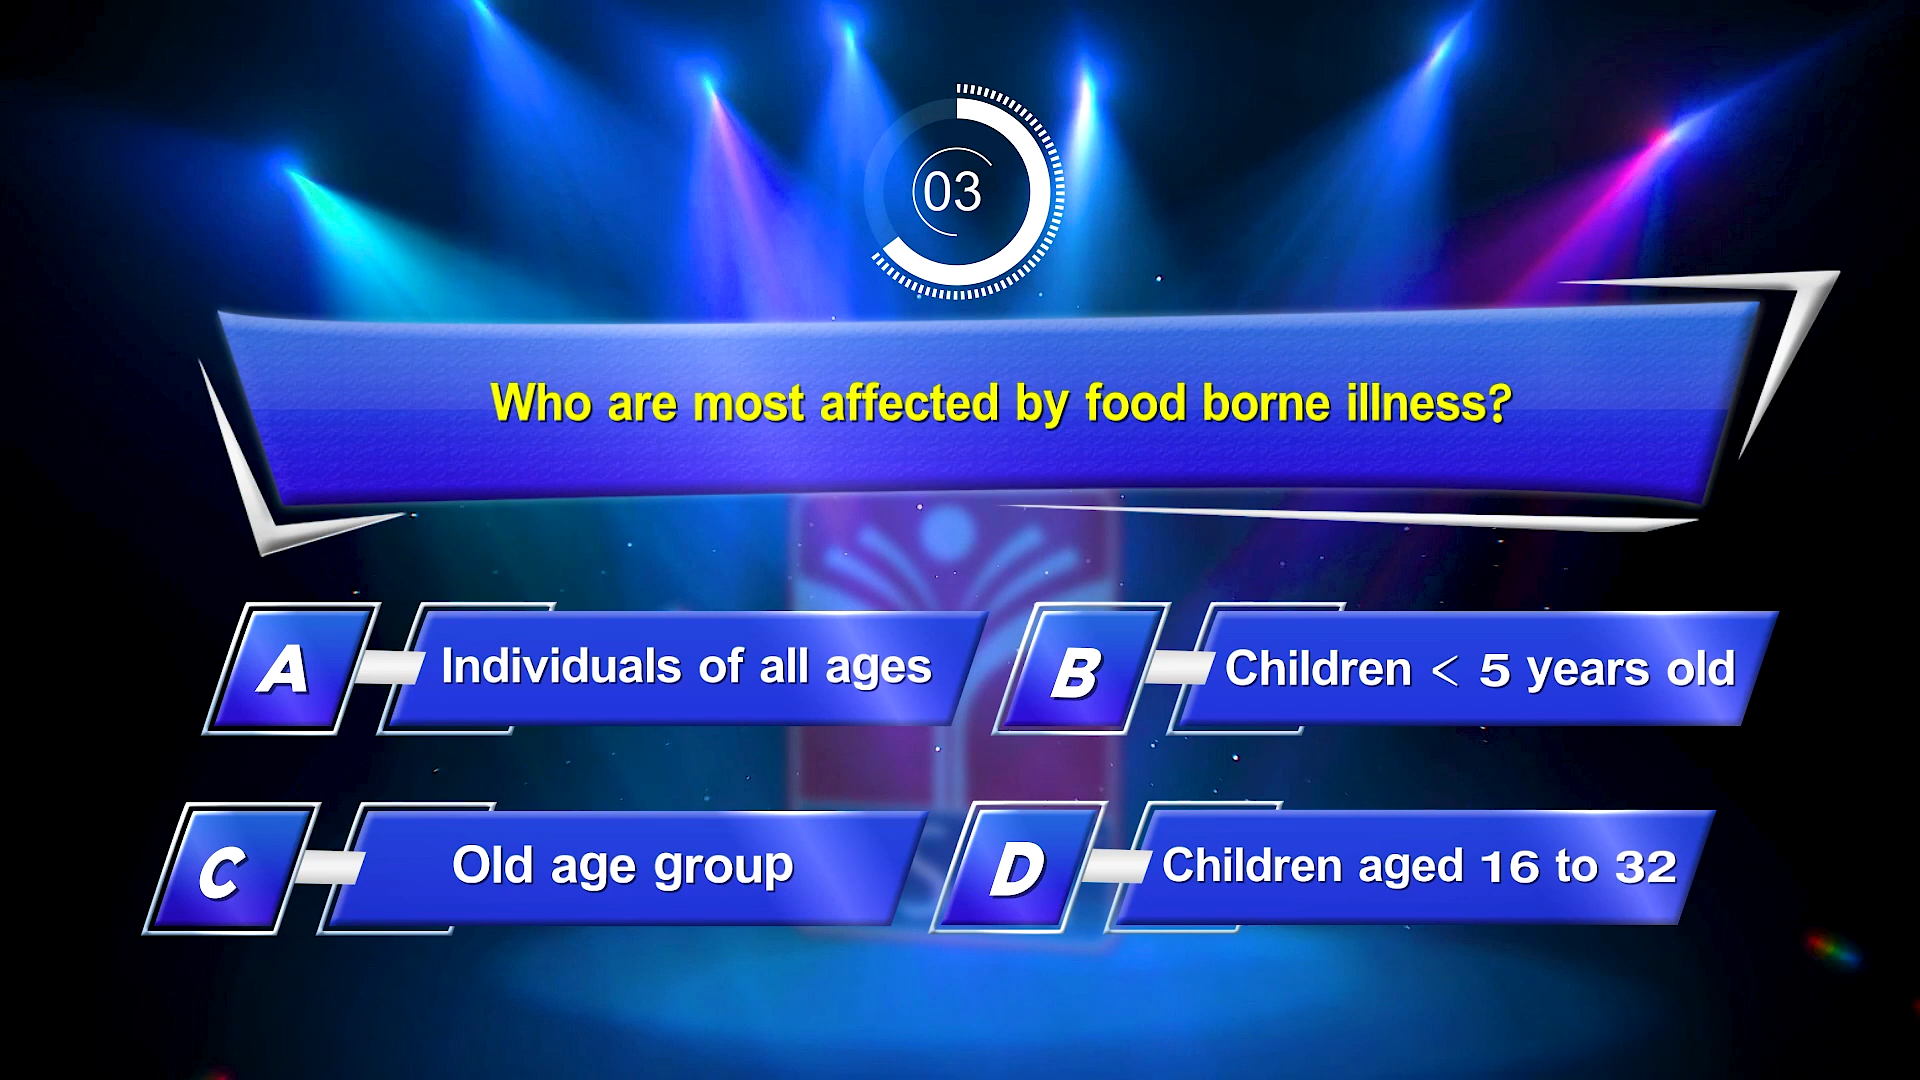 03
Who are most affected by food borne illness?
A Individuals of all ages
B Children < 5 years old
C Old age group
D Children aged 16 to 32